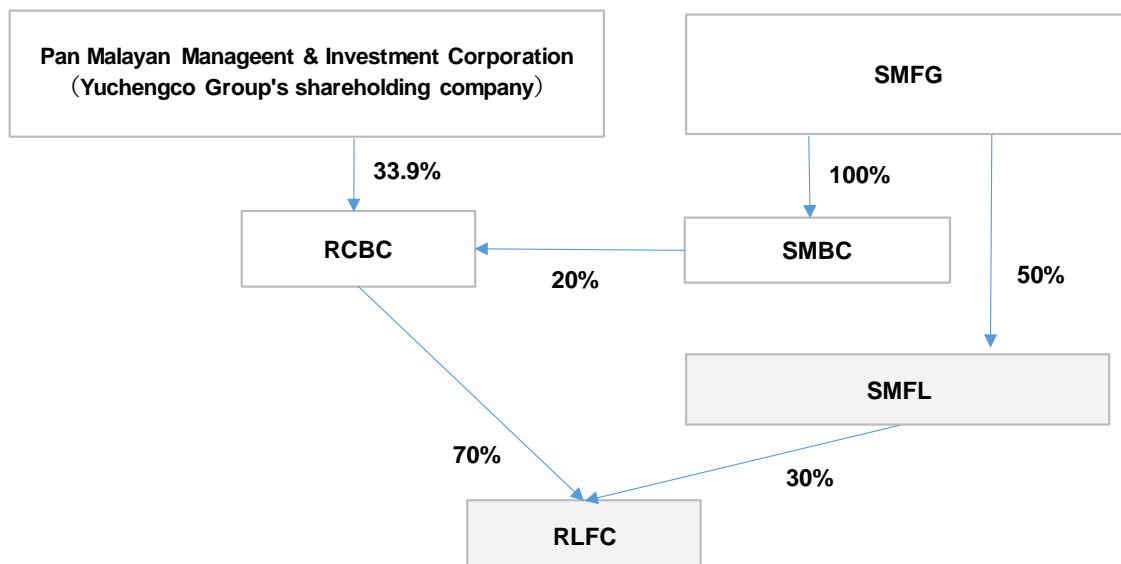 Pan Malayan Manageent & Investment Corporation
（Yuchengco Group's shareholding company）
SMFG
33.9%
100%
RCBC
SMBC
20%
50%
SMFL
70%
30%
RLFC